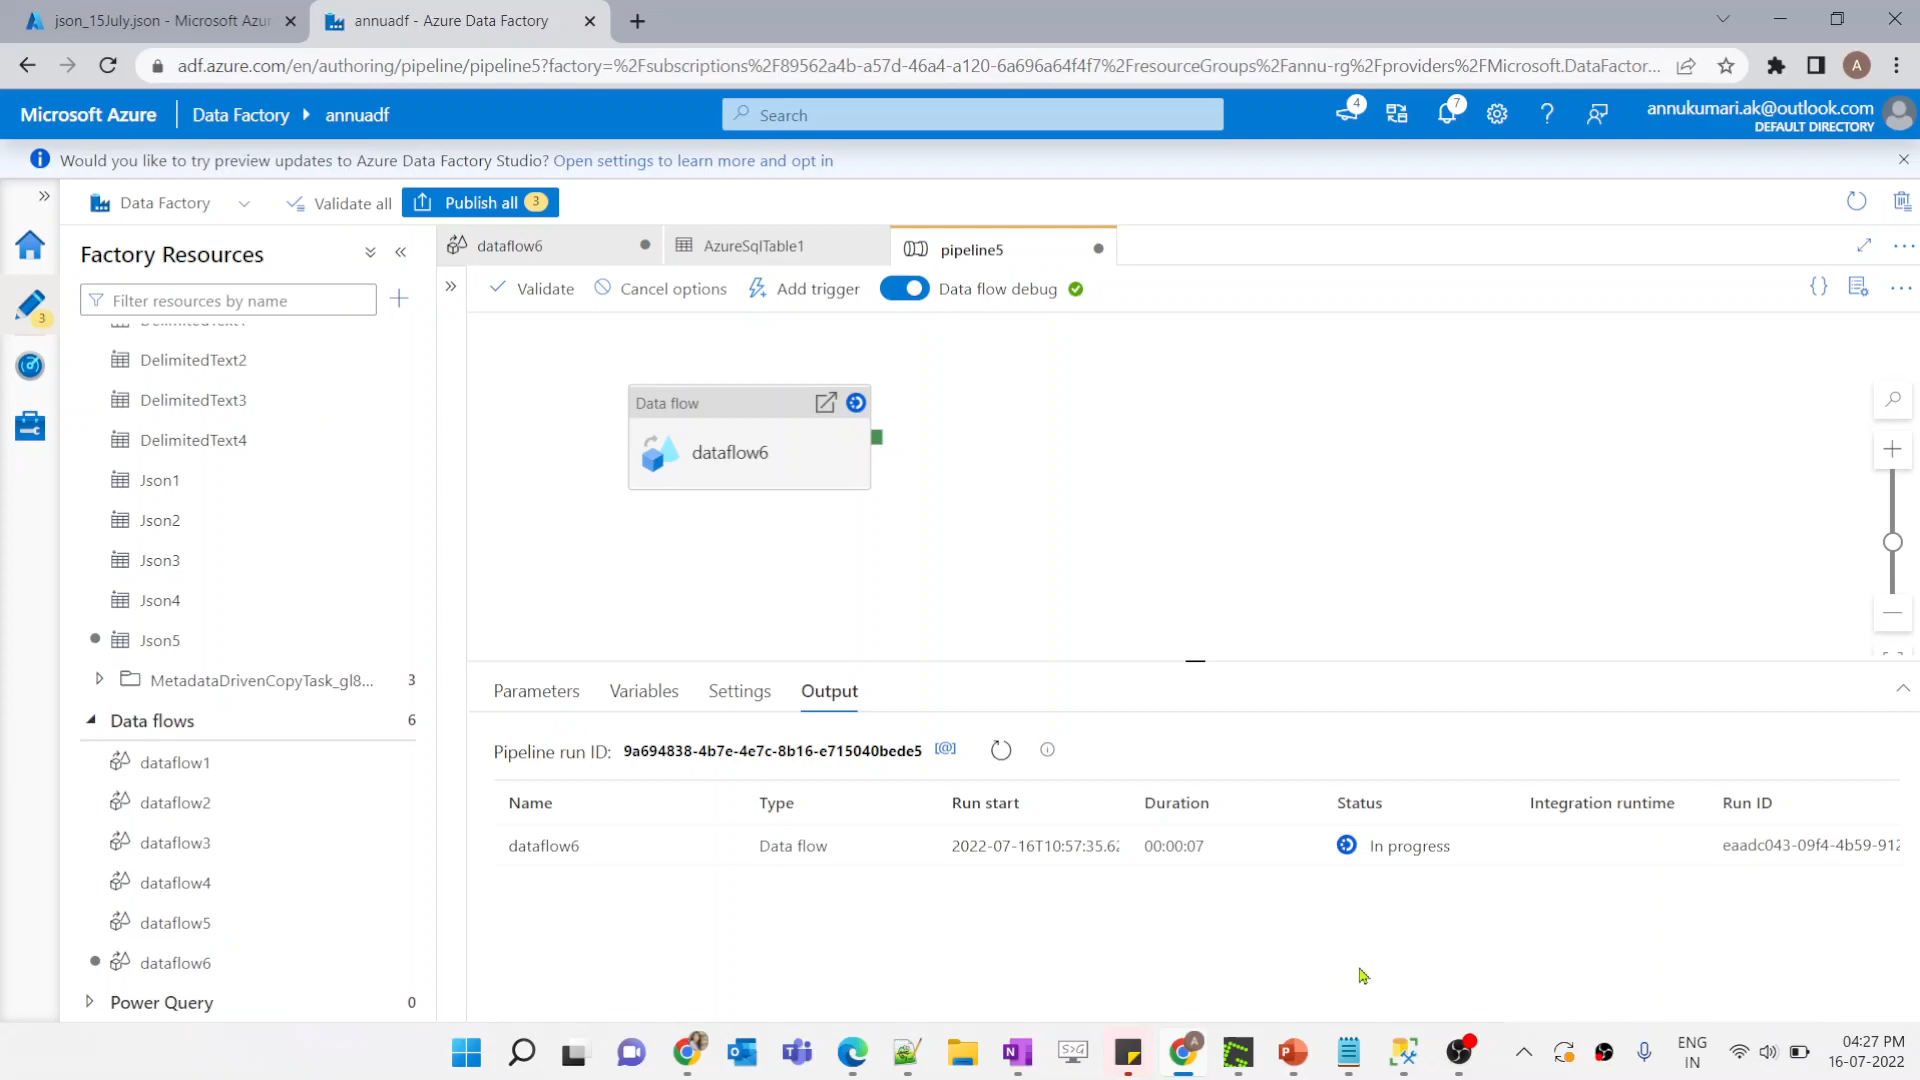 json_15July.json - Microsoft Azur
annuadf - Azure Data Factory
adf.azure.com/en/authoring/pipeline/pipeline5?factory=%2Fsubscriptions%2F89562a4b-a57d-46a4-a120-6a696a64f4f7%2FresourceGroups%2Fannu-rg%2Fproviders%2FMicrosoft.DataFactor...
A
Microsoft Azure
Data Factory
annuadf
Search
4
7
annukumari.ak@outlook.com
DEFAULT DIRECTORY
Would you like to try preview updates to Azure Data Factory Studio? Open settings to learn more and opt in
Data Factory
Validate all
Publish all
3
Factory Resources
dataflow6
AzureSqlTable1
pipeline5
Filter resources by name
Validate
Cancel options
Add trigger
Data flow debug
3
DelimitedText1
DelimitedText2
DelimitedText3
DelimitedText4
Json1
Json2
Json3
Json4
Json5
MetadataDrivenCopyTask_gl8...
3
Data flows
6
dataflow1
dataflow2
dataflow3
dataflow4
dataflow5
dataflow6
Power Query
0
Data flow
dataflow6
Parameters
Variables
Settings
Output
Pipeline run ID: 9a694838-4b7e-4e7c-8b16-e715040bede5
Name
Type
Run start
Duration
Status
Integration runtime
Run ID
dataflow6
Data flow
2022-07-16T10:57:35.62
00:00:07
In progress
eaadc043-09f4-4b59-912
ENG
IN
04:27 PM
16-07-2022